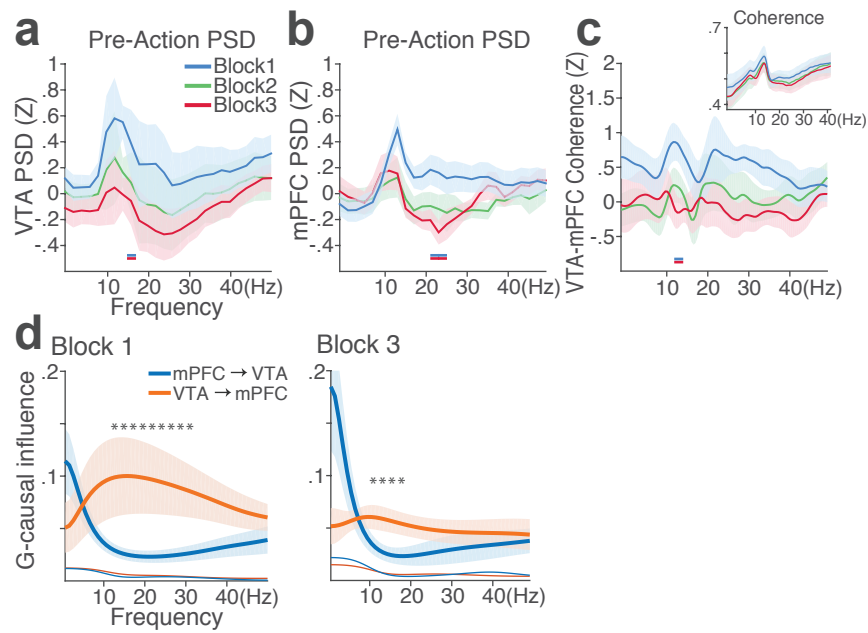 a
Pre-Action PSD
VTA PSD (Z)
1
.8
.6
.4
.2
0
-.2
-.4
Block1
Block2
Block3
10
30
40(Hz)
Frequency
b
Pre-Action PSD
mPFC PSD (Z)
1
.8
.6
.4
.2
0
-.2
-.4
10
20
30
40(Hz)
c
VTA-mPFC Coherence (Z)
2
1.5
1
.5
0
-.5
10
20
30
40(Hz)
Coherence
.7
.4
10
20
30
40(Hz)
d
Block 1
G-causal influence
.2
.1
mPFC → VTA
VTA → mPFC
*********
10
20
30
40(Hz)
Frequency
Block 3
.2
.1
****
10
20
30
40(Hz)